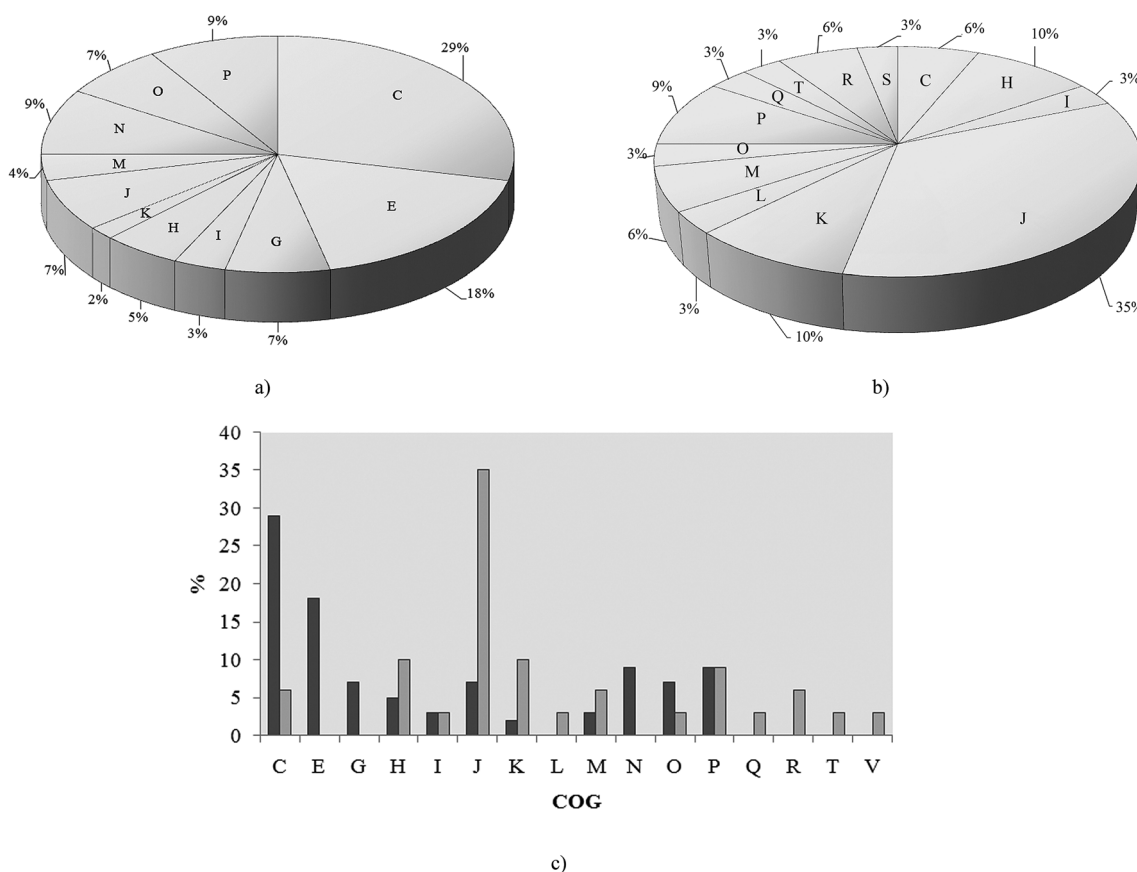 9%
29%
7%
P
C
O
9%
N
M
4%
J
E
K
H
I
G
7%
2%
5%
3%
7%
18%
a)
3%
6%
6%
3%
10%
3%
3%
R
S
C
H
T
I
9%
Q
P
O
3%
M
L
K
J
6%
3%
10%
35%
b)
40
35
30
25
20
15
10
5
0
%
C E G H I J K L M N O P Q R T V
COG
c)